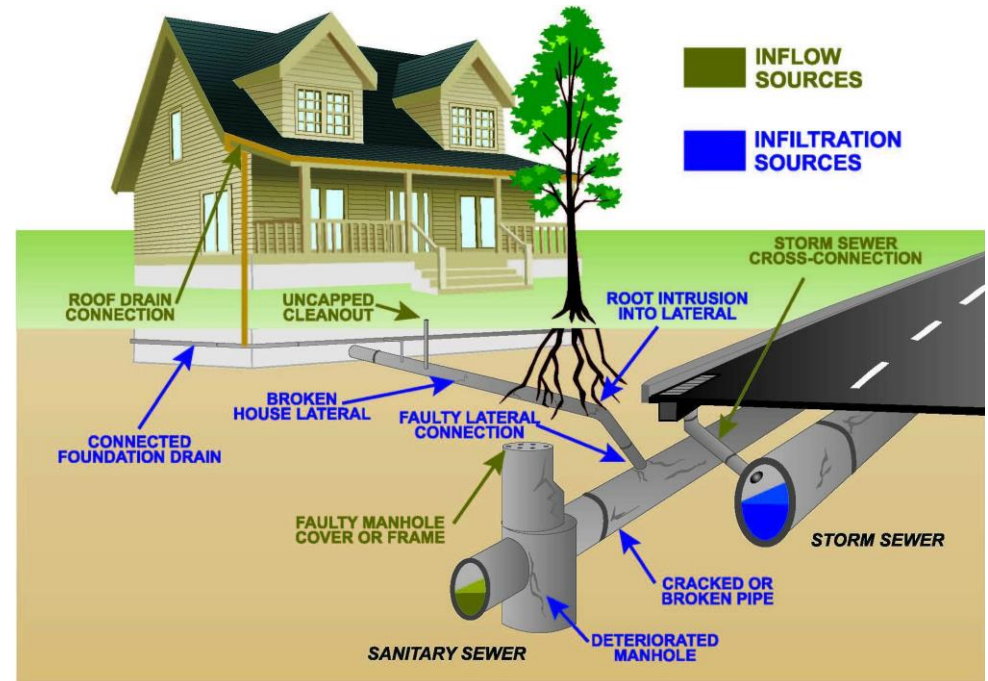 INFLOW
SOURCES
INFILTRATION
SOURCES
STORM SEWER
CROSS-CONNECTION
ROOF DRAIN
CONNECTION
UNCAPPED
CLEANOUT
ROOT INTRUSION
INTO LATERAL
BROKEN
HOUSE LATERAL
FAULTY LATERAL
CONNECTION
CONNECTED
FOUNDATION DRAIN
FAULTY MANHOLE
COVER OR FRAME
STORM SEWER
CRACKED OR
BROKEN PIPE
DETERIORATED
MANHOLE
SANITARY SEWER